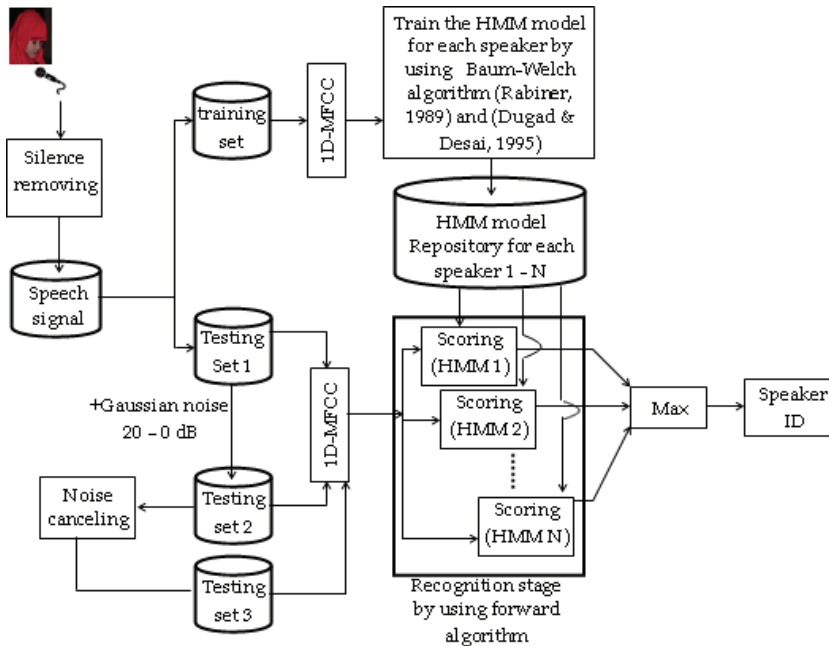 Silence
removing
Speech
signal
training
set
1D-MFCC
Train the HMM model
for each speaker by
using Baum-Welch
algorithm (Rabiner,
1989) and (Dugad &
Desai, 1995)
HMM model
Repository for each
speaker 1 - N
Testing
Set 1
+Gaussian noise
20 – 0 dB
Testing
set 2
Noise
canceling
Testing
set 3
1D-MFCC
Scoring
(HMM 1)
Scoring
(HMM 2)
Scoring
(HMM N)
Recognition stage
by using forward
algorithm
Max
Speaker
ID